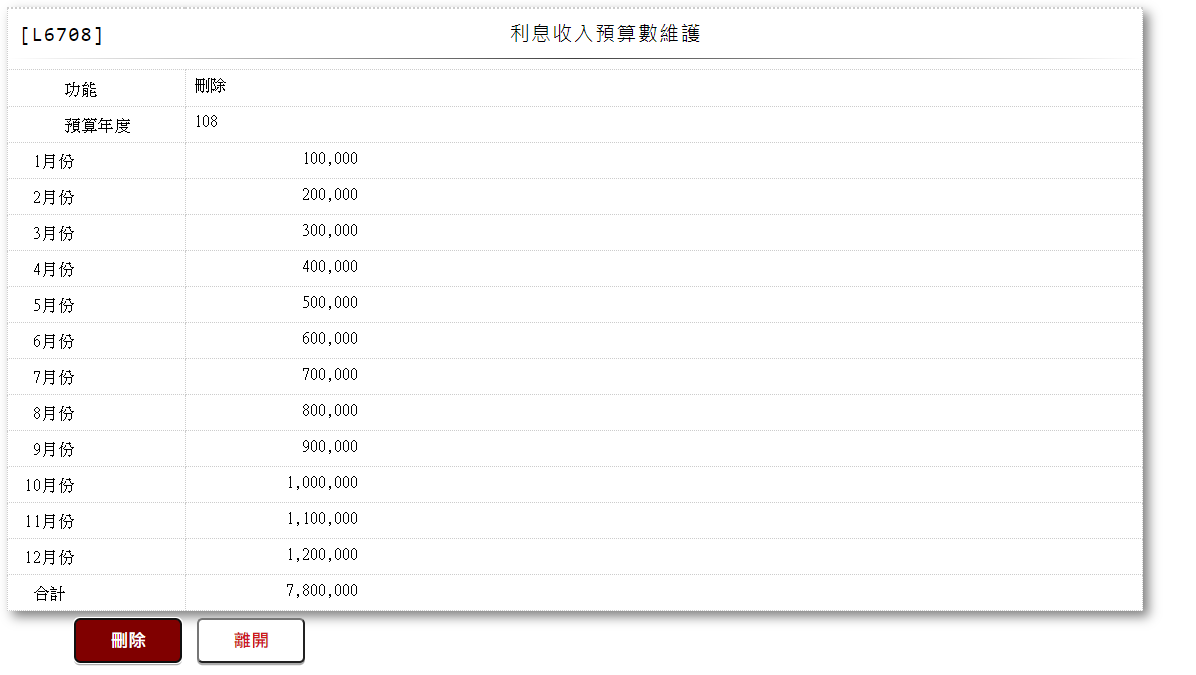 [L6708] 利息收入預算數維護
功能 刪除
預算年度 108
1月份 100,000
2月份 200,000
3月份 300,000
4月份 400,000
5月份 500,000
6月份 600,000
7月份 700,000
8月份 800,000
9月份 900,000
10月份 1,000,000
11月份 1,100,000
12月份 1,200,000
合計 7,800,000
刪除 離開